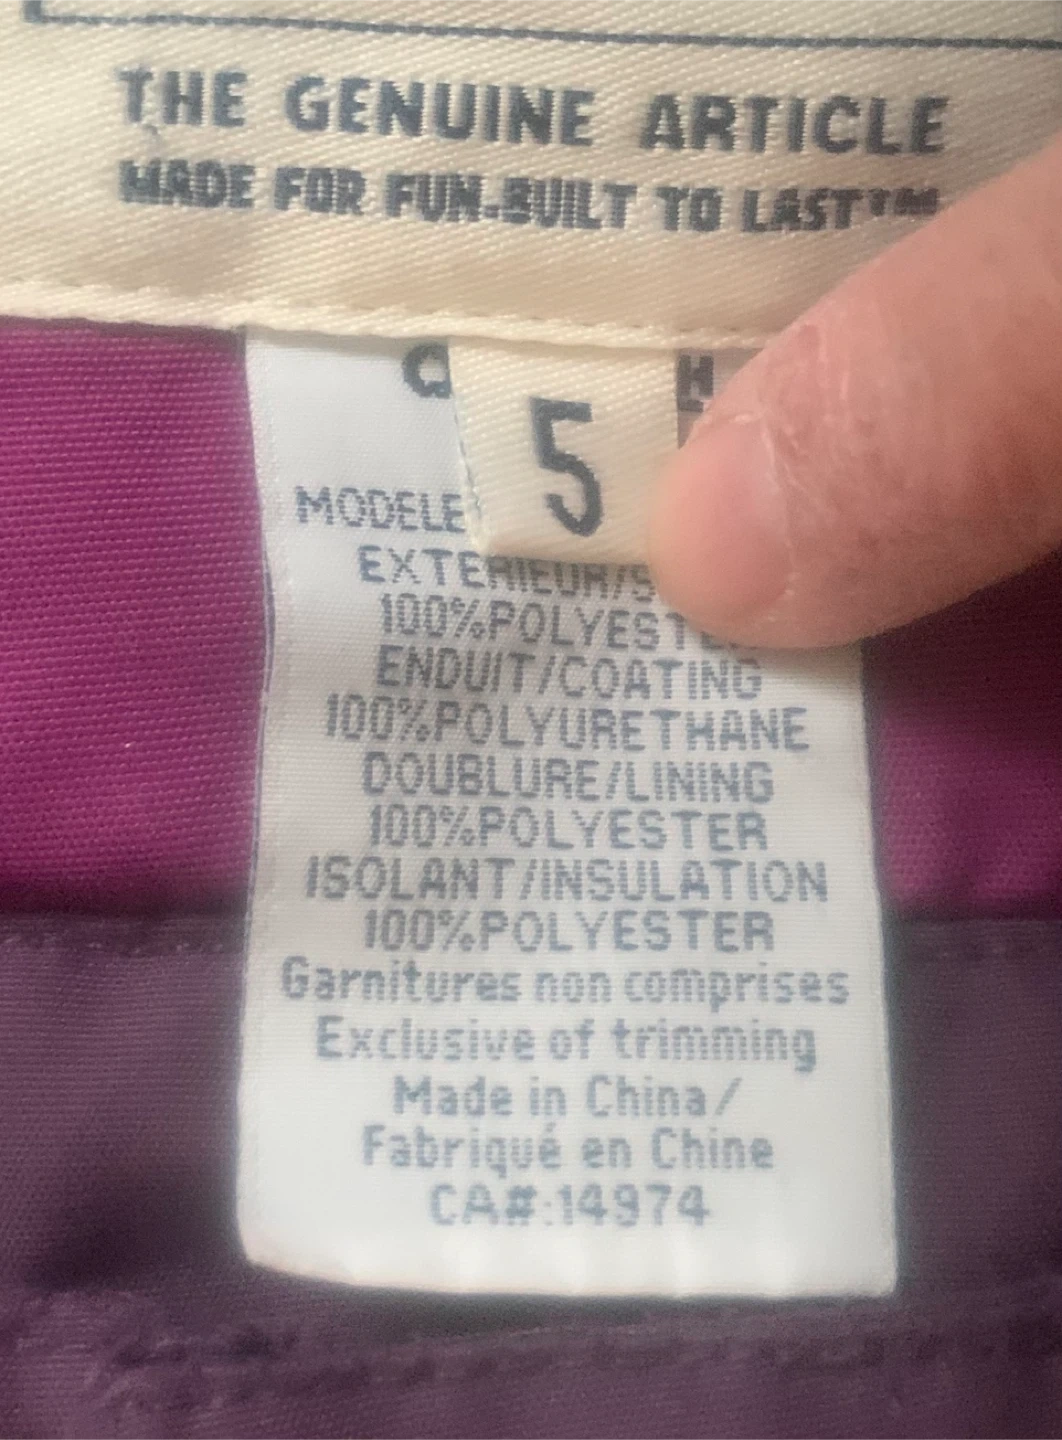 THE GENUINE ARTICLE
MADE FOR FUN-BUILT TO LAST™
5
MODELE
EXTERIEUR/S
100%POLYESTE
ENDUIT/COATING
100%POLYURETHANE
DOUBLURE/LINING
100%POLYESTER
ISOLANT/INSULATION
100%POLYESTER
Garnitures non comprises
Exclusive of trimming
Made in China/
Fabriqué en Chine
CA#:14974